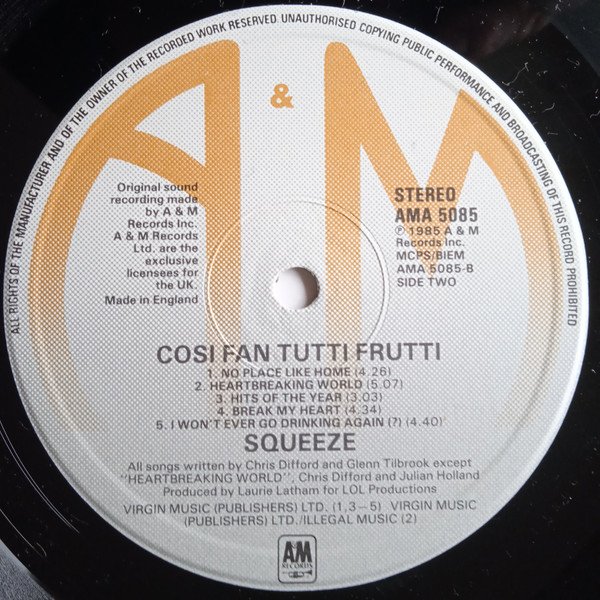 ALL RIGHTS OF THE MANUFACTURER AND OF THE OWNER OF THE RECORDED WORK RESERVED. UNAUTHORISED COPYING PUBLIC PERFORMANCE AND BROADCASTING OF THIS RECORD PROHIBITED
A & M
Original sound
recording made
by A & M
Records Inc.
A & M Records
Ltd. are the
exclusive
licensees for
the UK.
Made in England
STEREO
AMA 5085
℗ 1985 A & M
Records Inc.
MCPS/BIEM
AMA 5085-B
SIDE TWO
COSI FAN TUTTI FRUTTI
1. NO PLACE LIKE HOME (4.26)
2. HEARTBREAKING WORLD (5.07)
3. HITS OF THE YEAR (3.03)
4. BREAK MY HEART (4.34)
5. I WON'T EVER GO DRINKING AGAIN (?) (4.40)'
SQUEEZE
All songs written by Chris Difford and Glenn Tilbrook except
"HEARTBREAKING WORLD", Chris Difford and Julian Holland
Produced by Laurie Latham for LOL Productions
VIRGIN MUSIC (PUBLISHERS) LTD. (1,3–5) VIRGIN MUSIC
(PUBLISHERS) LTD./ILLEGAL MUSIC (2)
AM
RECORDS